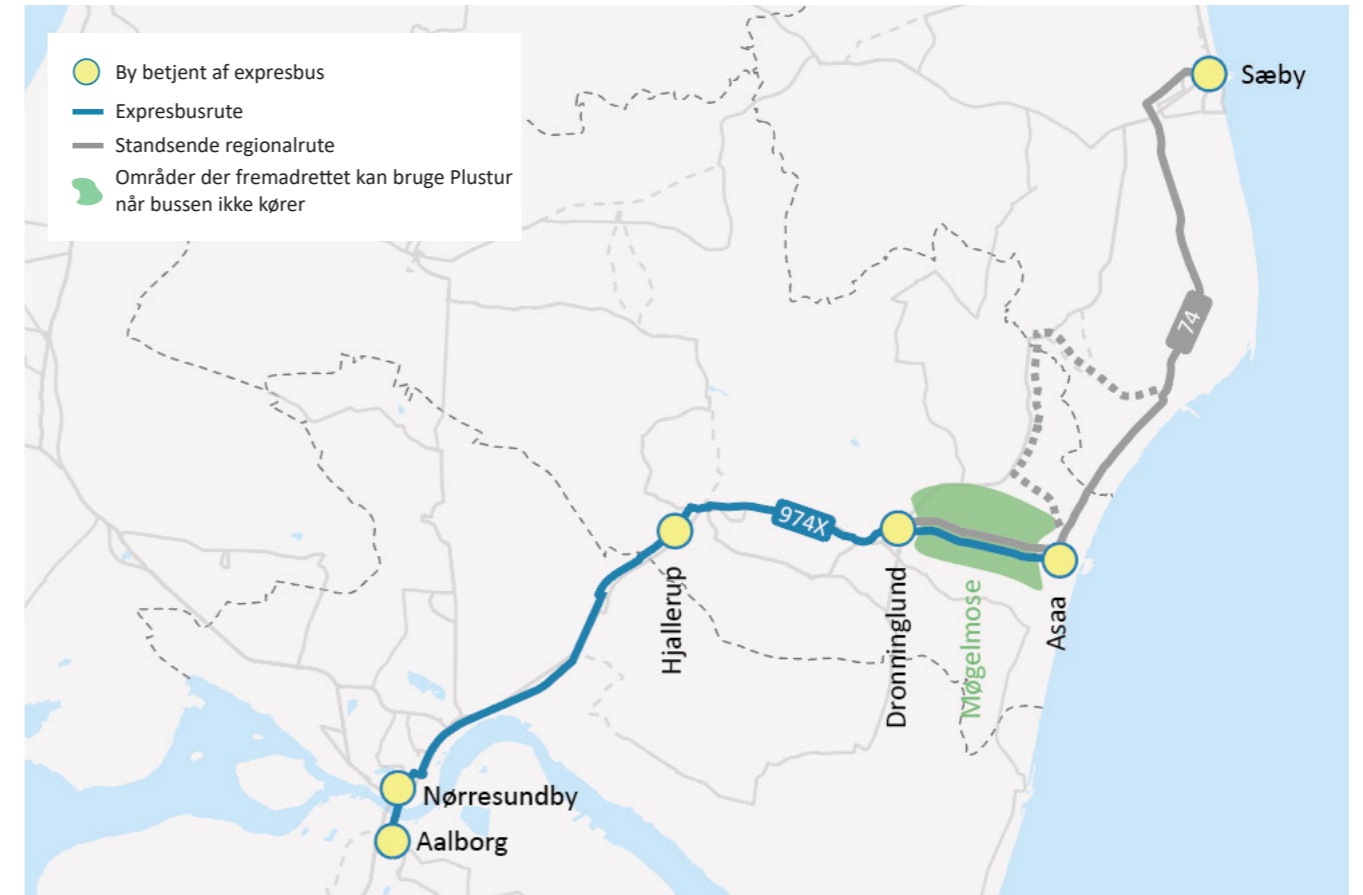 By betjent af expresbus
Expresbusrute
Standsende regionalrute
Områder der fremadrettet kan bruge Plustur
når bussen ikke kører
Sæby
74
974X
Hjallerup
Dronninglund
Møgelmose
Asaa
Nørresundby
Aalborg